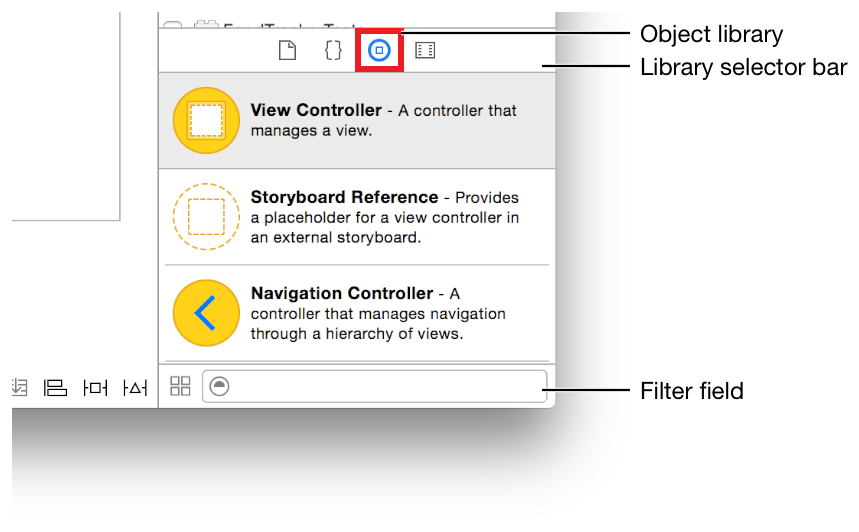 Object library
Library selector bar
View Controller - A controller that
manages a view.
Storyboard Reference - Provides
a placeholder for a view controller in
an external storyboard.
Navigation Controller - A
controller that manages navigation
through a hierarchy of views.
Filter field